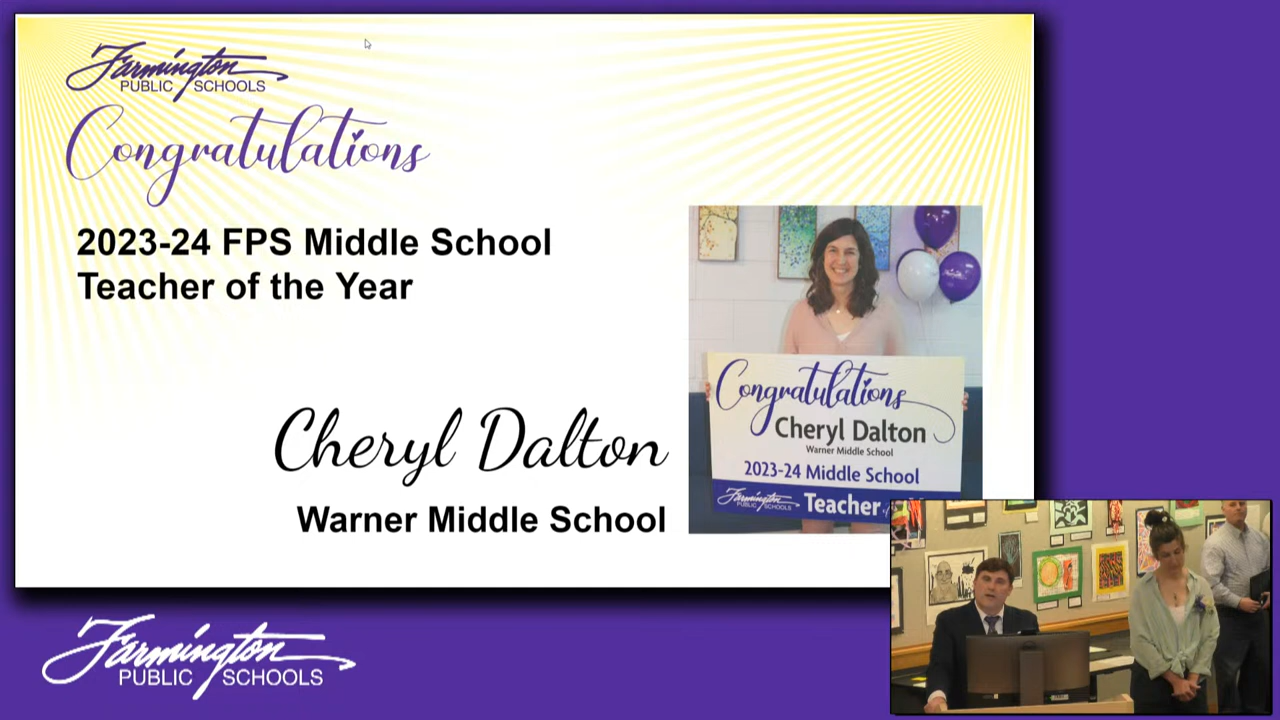 Farmington
PUBLIC SCHOOLS
Congratulations
2023-24 FPS Middle School
Teacher of the Year
Cheryl Dalton
Warner Middle School
Congratulations
Cheryl Dalton
Warner Middle School
2023-24 Middle School
Farmington
PUBLIC SCHOOLS
Teacher
Farmington
PUBLIC SCHOOLS